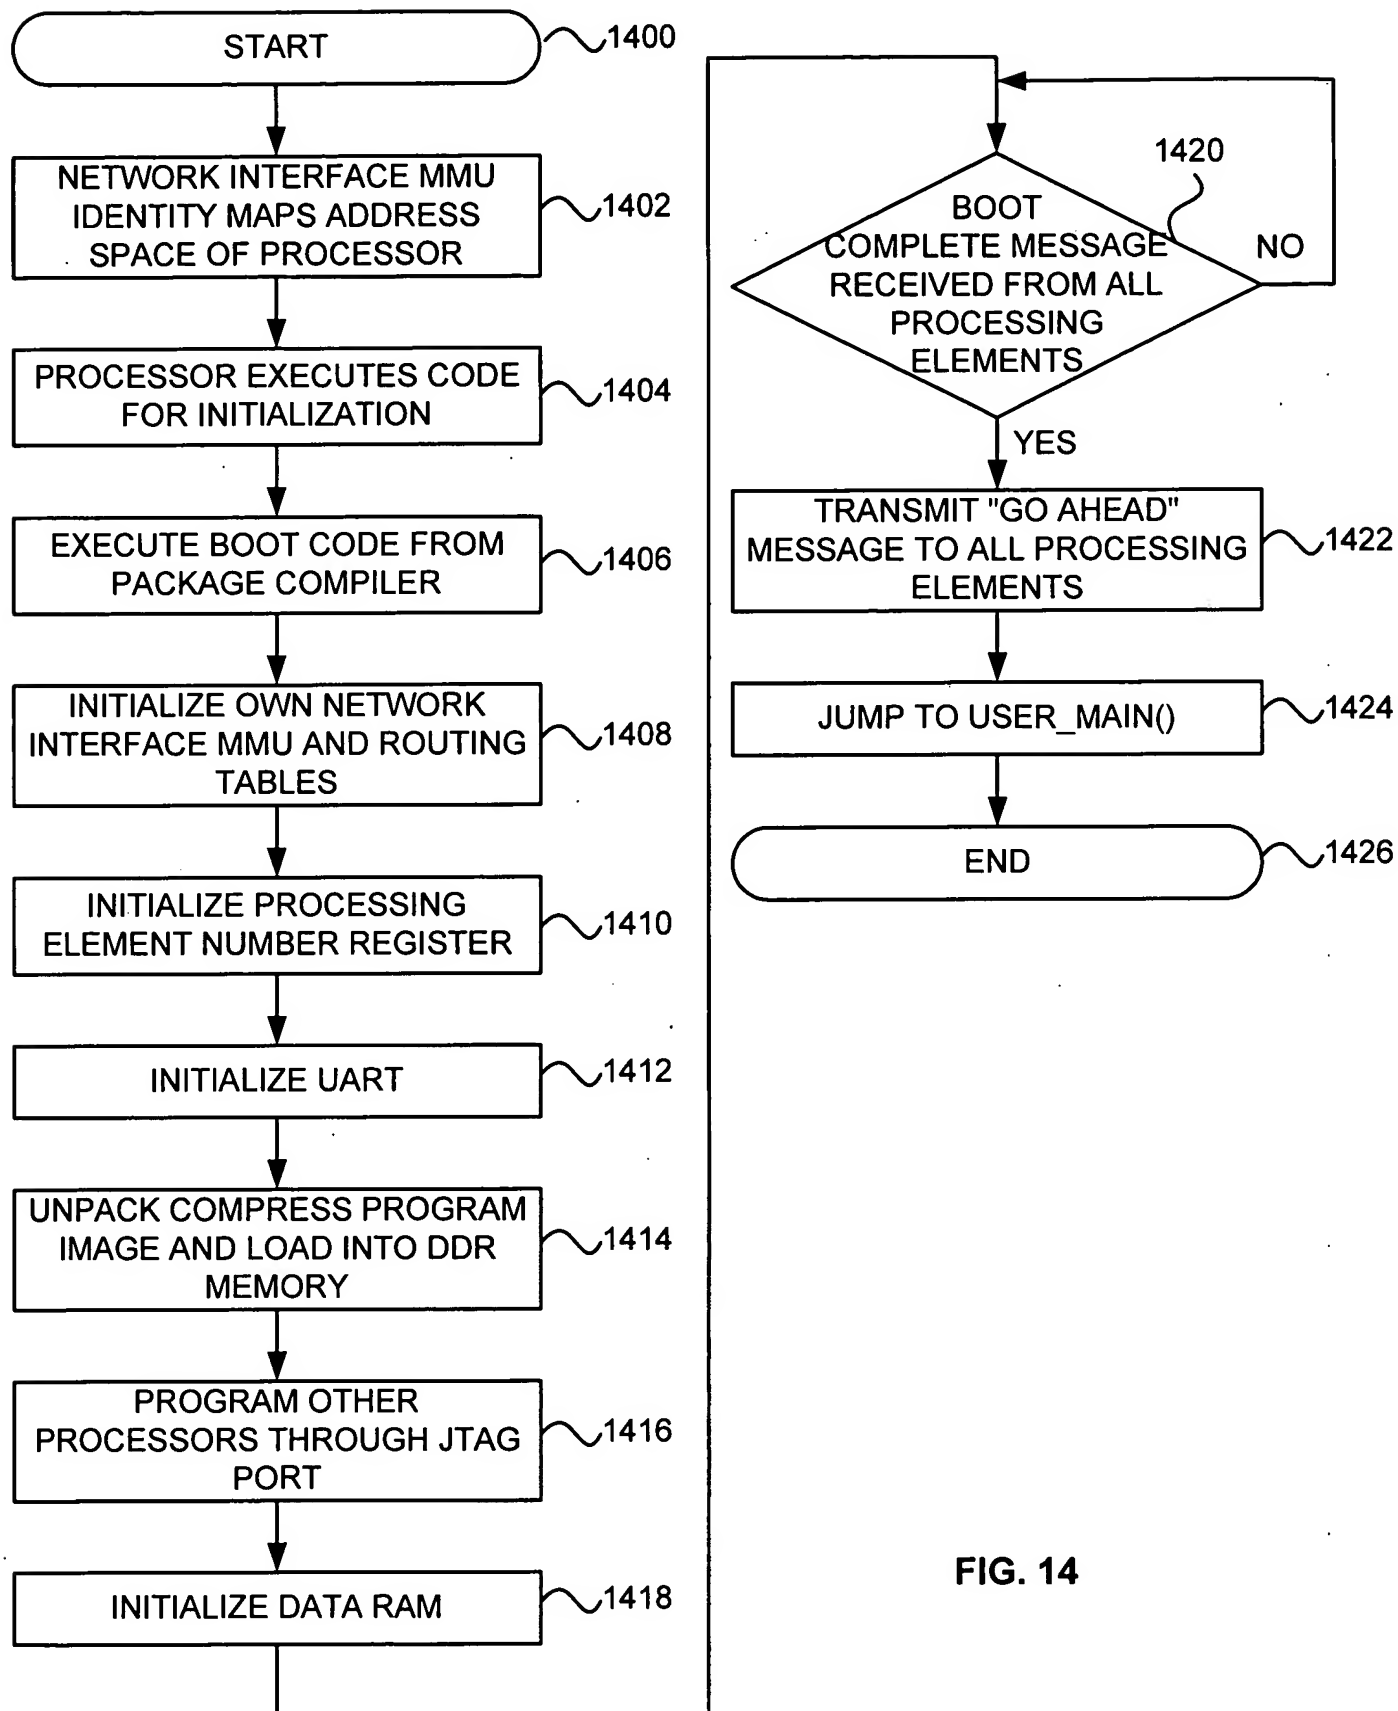 START
1400
NETWORK INTERFACE MMU
IDENTITY MAPS ADDRESS
SPACE OF PROCESSOR
1402
PROCESSOR EXECUTES CODE
FOR INITIALIZATION
1404
EXECUTE BOOT CODE FROM
PACKAGE COMPILER
1406
INITIALIZE OWN NETWORK
INTERFACE MMU AND ROUTING
TABLES
1408
INITIALIZE PROCESSING
ELEMENT NUMBER REGISTER
1410
INITIALIZE UART
1412
UNPACK COMPRESS PROGRAM
IMAGE AND LOAD INTO DDR
MEMORY
1414
PROGRAM OTHER
PROCESSORS THROUGH JTAG
PORT
1416
INITIALIZE DATA RAM
1418
1420
BOOT
COMPLETE MESSAGE
RECEIVED FROM ALL
PROCESSING
ELEMENTS
NO
YES
TRANSMIT "GO AHEAD"
MESSAGE TO ALL PROCESSING
ELEMENTS
1422
JUMP TO USER_MAIN()
1424
END
1426
FIG. 14